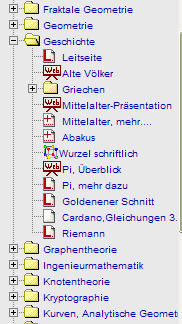 Fraktale Geometrie
Geometrie
Geschichte
Leitseite
Alte Völker
Griechen
Mittelalter-Präsentation
Mittelalter, mehr....
Abakus
Wurzel schriftlich
Pi, Überblick
Pi, mehr dazu
Goldenener Schnitt
Cardano,Gleichungen 3.
Riemann
Graphentheorie
Ingenieurmathematik
Knotentheorie
Kryptographie
Kurven, Analytische Geomet